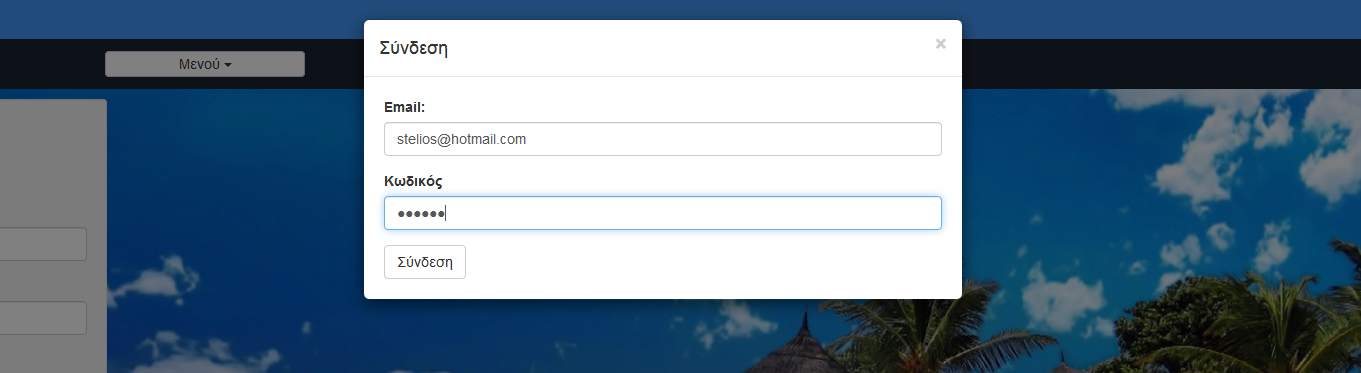 Σύνδεση ×
Μενού
Email:
stelios@hotmail.com
Κωδικός
••••••
Σύνδεση